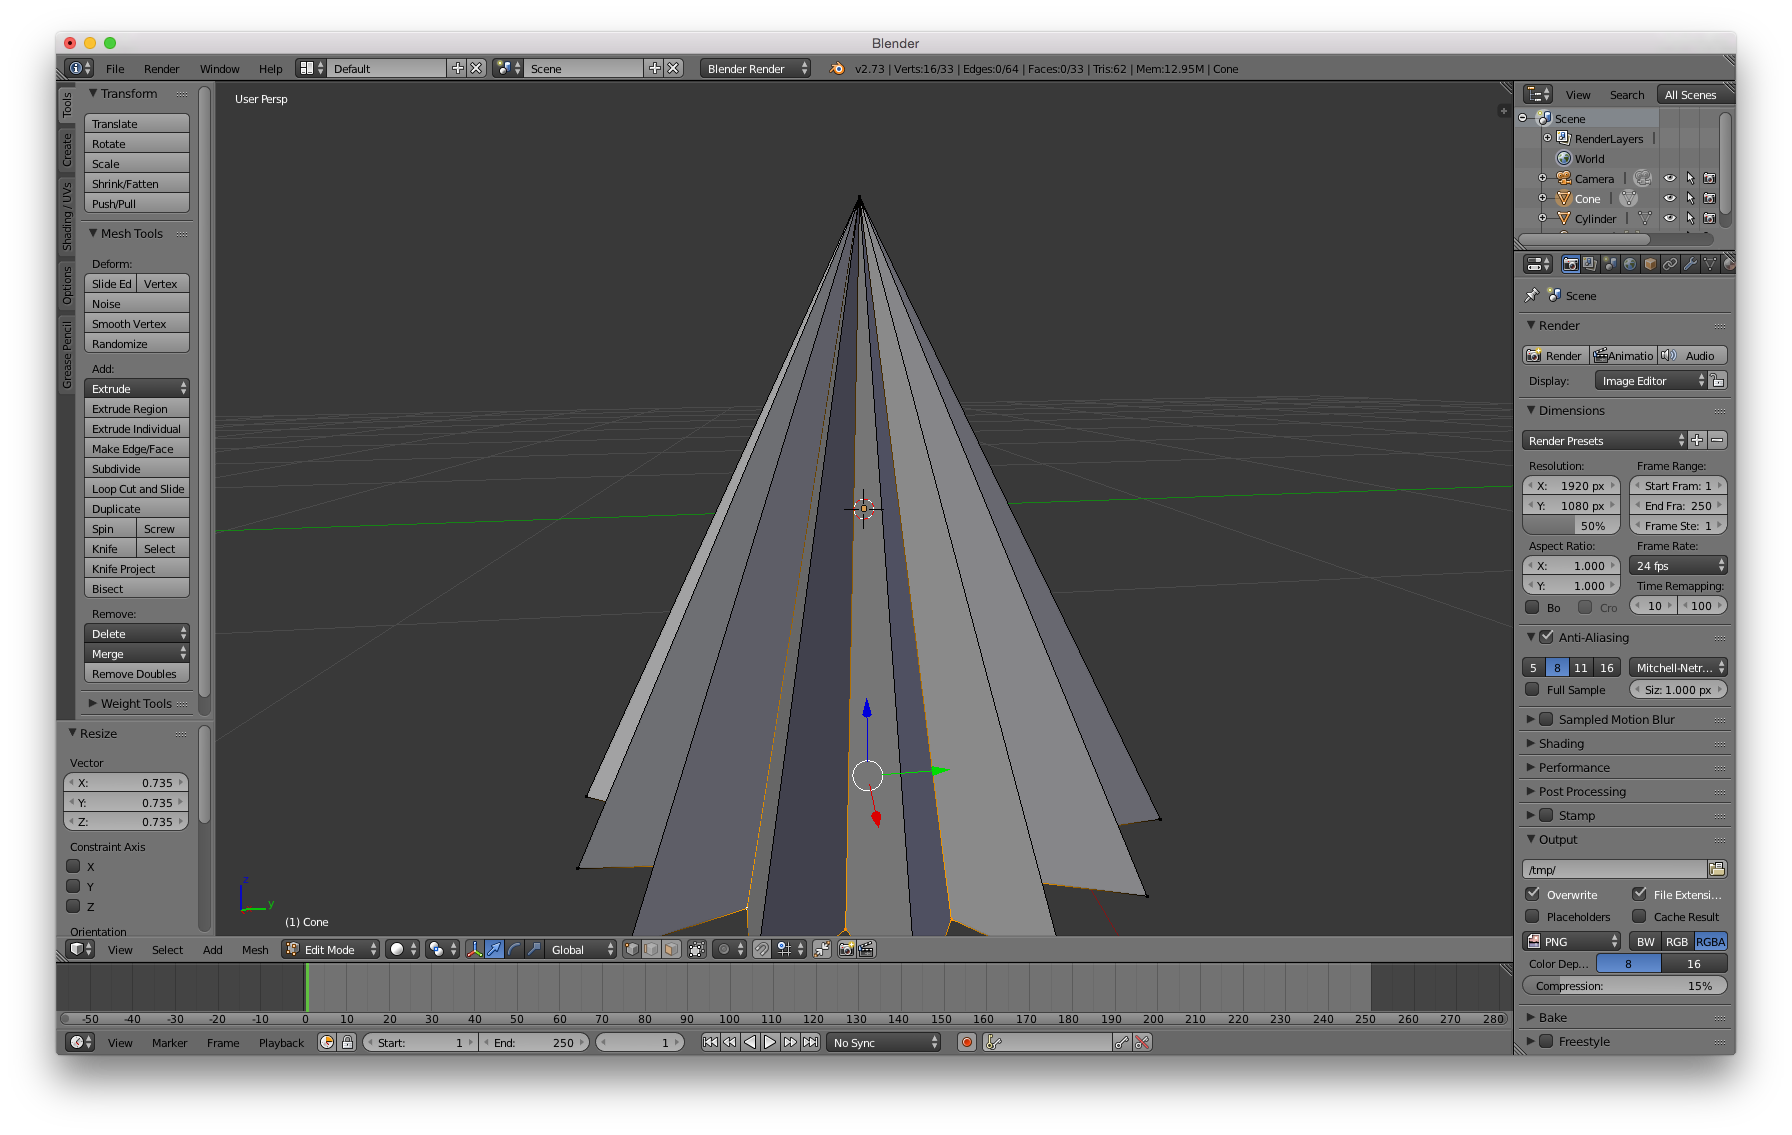 Blender
File Render Window Help Default Scene Blender Render v2.73 | Verts:16/33 | Edges:0/64 | Faces:0/33 | Tris:62 | Mem:12.95M | Cone
Tools
Create
Shading / UVs
Options
Grease Pencil
Transform
Translate
Rotate
Scale
Shrink/Fatten
Push/Pull
Mesh Tools
Deform:
Slide Ed Vertex
Noise
Smooth Vertex
Randomize
Add:
Extrude
Extrude Region
Extrude Individual
Make Edge/Face
Subdivide
Loop Cut and Slide
Duplicate
Spin Screw
Knife Select
Knife Project
Bisect
Remove:
Delete
Merge
Remove Doubles
Weight Tools
Resize
Vector
X: 0.735
Y: 0.735
Z: 0.735
Constraint Axis
X
Y
Z
Orientation
User Persp
z
y
(1) Cone
View Select Add Mesh Edit Mode Global
View Search All Scenes
Scene
RenderLayers
World
Camera
Cone
Cylinder
Scene
Render
Render Animatio Audio
Display: Image Editor
Dimensions
Render Presets
Resolution: Frame Range:
X: 1920 px Start Fram: 1
Y: 1080 px End Fra: 250
50% Frame Ste: 1
Aspect Ratio: Frame Rate:
X: 1.000 24 fps
Y: 1.000 Time Remapping:
Bo Cro 10 100
Anti-Aliasing
5 8 11 16 Mitchell-Netr...
Full Sample Siz: 1.000 px
Sampled Motion Blur
Shading
Performance
Post Processing
Stamp
Output
/tmp/
Overwrite File Extensi...
Placeholders Cache Result
PNG BW RGB RGBA
Color Dep... 8 16
Compression: 15%
Bake
Freestyle
-50 -40 -30 -20 -10 0 10 20 30 40 50 60 70 80 90 100 110 120 130 140 150 160 170 180 190 200 210 220 230 240 250 260 270 280
View Marker Frame Playback Start: 1 End: 250 1 No Sync